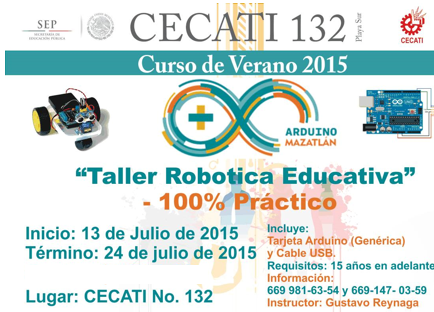 SEP
SECRETARÍA DE
EDUCACIÓN PÚBLICA
CECATI 132
Playa Sur
CECATI
Curso de Verano 2015
ARDUINO
MAZATLÁN
“Taller Robotica Educativa”
- 100% Práctico
Inicio: 13 de Julio de 2015
Término: 24 de julio de 2015
Lugar: CECATI No. 132
Incluye:
Tarjeta Arduino (Genérica)
y Cable USB.
Requisitos: 15 años en adelante
Información:
669 981-63-54 y 669-147- 03-59
Instructor: Gustavo Reynaga